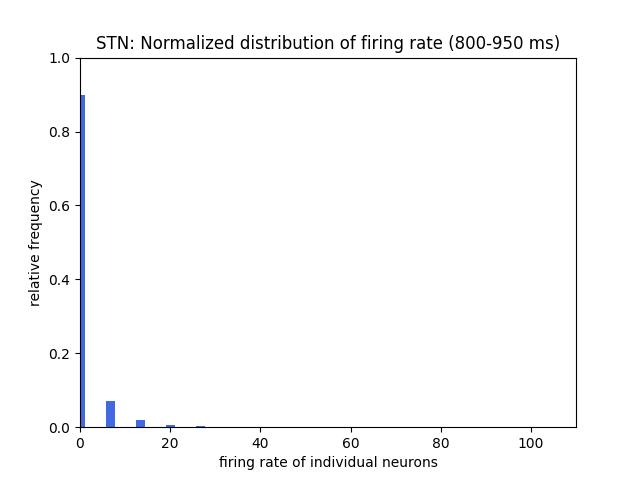 STN: Normalized distribution of firing rate (800-950 ms)
1.0
0.8
0.6
0.4
0.2
0.0
relative frequency
0 20 40 60 80 100
firing rate of individual neurons